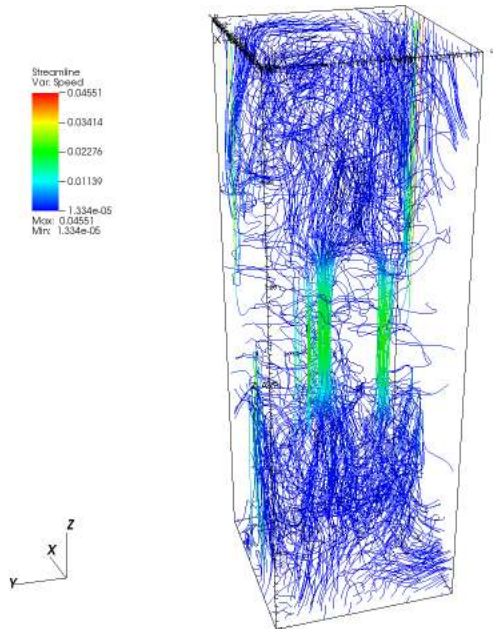 Streamline
Var: Speed
0.04551
0.03414
0.02276
0.01139
1.334e-05
Max: 0.04551
Min: 1.334e-05
X
Z
X
Y